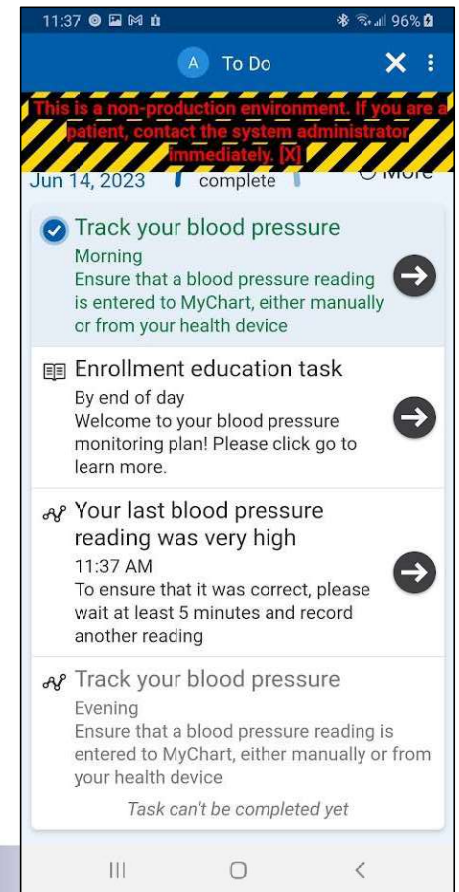 11:37 96%
A To Do
This is a non-production environment. If you are a
patient, contact the system administrator
immediately. [X]
Jun 14, 2023 complete More
Track your blood pressure
Morning
Ensure that a blood pressure reading
is entered to MyChart, either manually
or from your health device
Enrollment education task
By end of day
Welcome to your blood pressure
monitoring plan! Please click go to
learn more.
Your last blood pressure
reading was very high
11:37 AM
To ensure that it was correct, please
wait at least 5 minutes and record
another reading
Track your blood pressure
Evening
Ensure that a blood pressure reading is
entered to MyChart, either manually or from
your health device
Task can't be completed yet